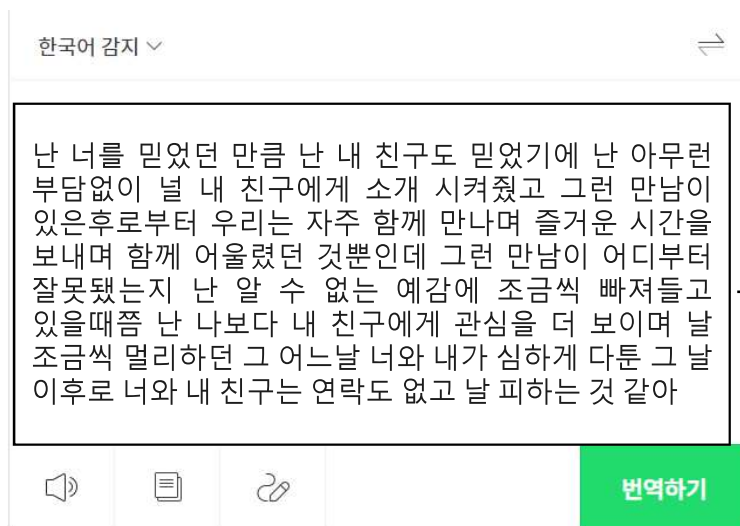 한국어 감지
난 너를 믿었던 만큼 난 내 친구도 믿었기에 난 아무런
부담없이 널 내 친구에게 소개 시켜줬고 그런 만남이
있은후로부터 우리는 자주 함께 만나며 즐거운 시간을
보내며 함께 어울렸던 것뿐인데 그런 만남이 어디부터
잘못됐는지 난 알 수 없는 예감에 조금씩 빠져들고
있을때쯤 난 나보다 내 친구에게 관심을 더 보이며 날
조금씩 멀리하던 그 어느날 너와 내가 심하게 다툰 그 날
이후로 너와 내 친구는 연락도 없고 날 피하는 것 같아
번역하기